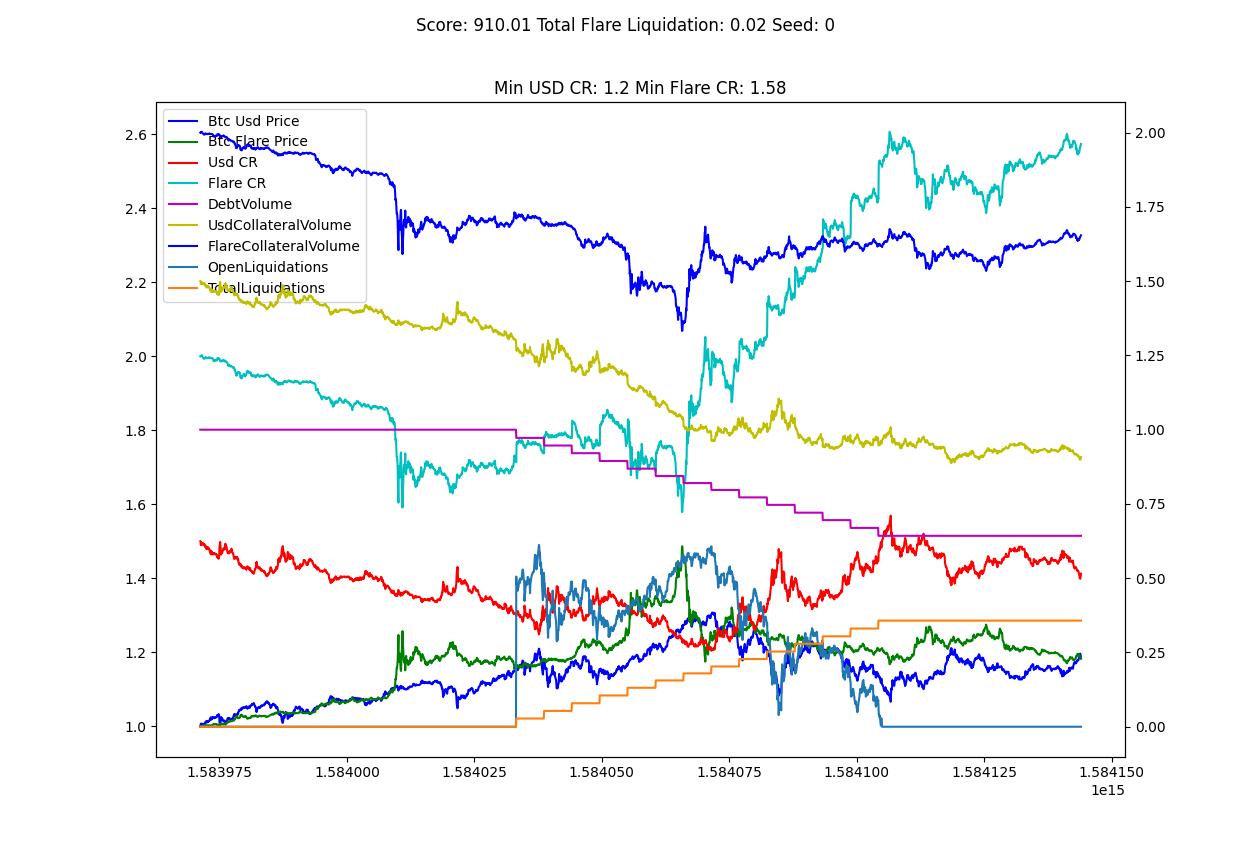 Score: 910.01 Total Flare Liquidation: 0.02 Seed: 0
Min USD CR: 1.2 Min Flare CR: 1.58
Btc Usd Price
Btc Flare Price
Usd CR
Flare CR
DebtVolume
UsdCollateralVolume
FlareCollateralVolume
OpenLiquidations
TotalLiquidations
2.6
2.4
2.2
2.0
1.8
1.6
1.4
1.2
1.0
2.00
1.75
1.50
1.25
1.00
0.75
0.50
0.25
0.00
1.583975 1.584000 1.584025 1.584050 1.584075 1.584100 1.584125 1.584150
1e15